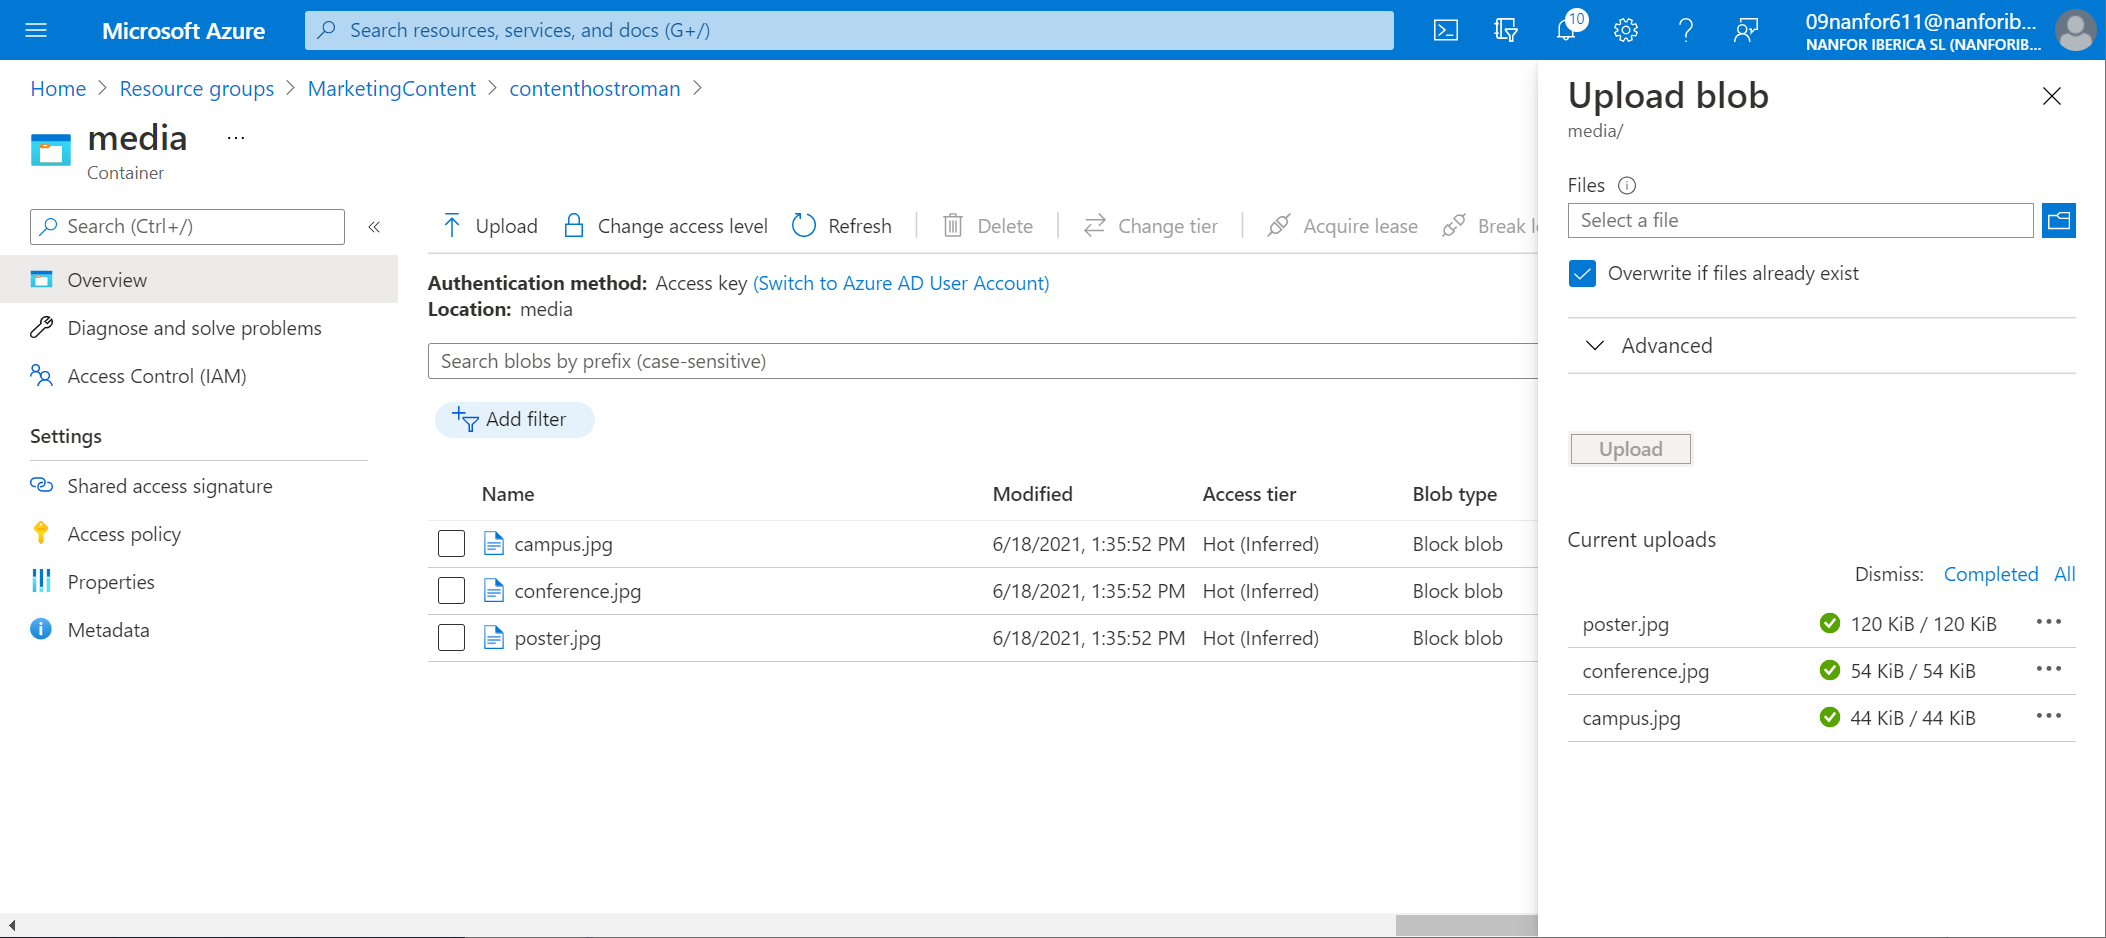 Microsoft Azure
Search resources, services, and docs (G+/)
10
09nanfor611@nanforib...
NANFOR IBERICA SL (NANFORIB...
Home > Resource groups > MarketingContent > contenthostroman >
media ...
Container
Search (Ctrl+/)
«
Overview
Diagnose and solve problems
Access Control (IAM)
Settings
Shared access signature
Access policy
Properties
Metadata
Upload Change access level Refresh Delete Change tier Acquire lease Break l
Authentication method: Access key (Switch to Azure AD User Account)
Location: media
Search blobs by prefix (case-sensitive)
Add filter
Name Modified Access tier Blob type
campus.jpg 6/18/2021, 1:35:52 PM Hot (Inferred) Block blob
conference.jpg 6/18/2021, 1:35:52 PM Hot (Inferred) Block blob
poster.jpg 6/18/2021, 1:35:52 PM Hot (Inferred) Block blob
Upload blob
media/
Files
Select a file
Overwrite if files already exist
Advanced
Upload
Current uploads
Dismiss: Completed All
poster.jpg 120 KiB / 120 KiB ...
conference.jpg 54 KiB / 54 KiB ...
campus.jpg 44 KiB / 44 KiB ...